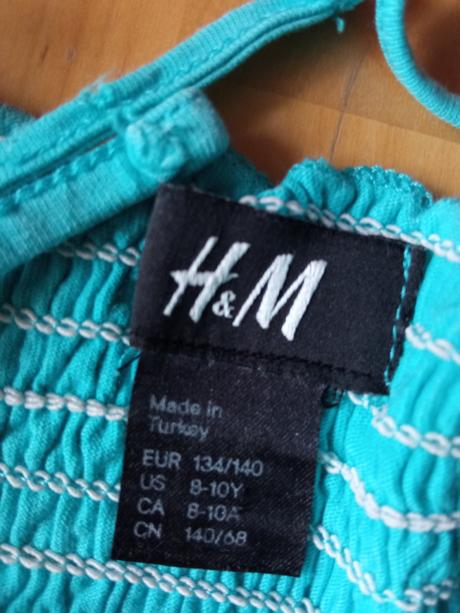 H&M
Made in
Turkey
EUR 134/140
US 8-10Y
CA 8-10A
CN 140/68